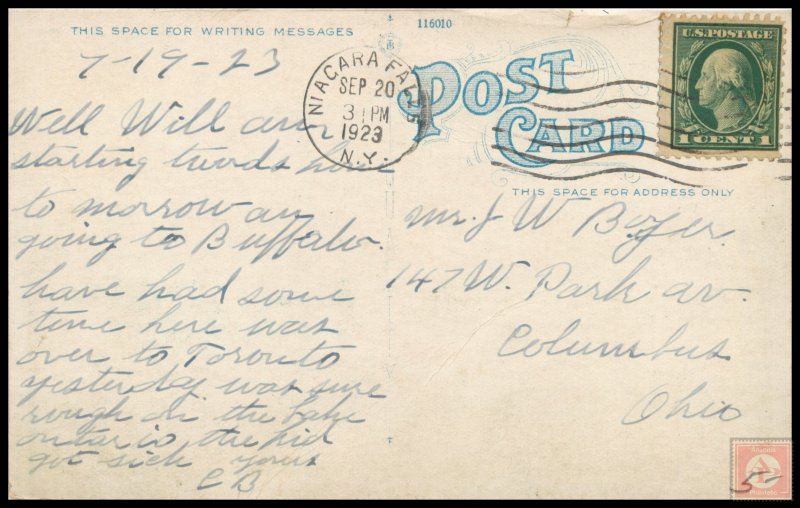 THIS SPACE FOR WRITING MESSAGES
116010
7-19-23
Well Will am
starting twords home
to morrow am
going to Buffalo.
have had some
time here was
over to Toronto
yesterday was sure
rough on the lake
ontario the kid
got sick yours
C B
NIAGARA FALLS
SEP 20
3 PM
1923
N.Y.
POST
CARD
U.S. POSTAGE
1 CENT 1
THIS SPACE FOR ADDRESS ONLY
Mr. J W Boyer
147 W. Park av.
Columbus
Ohio
5-